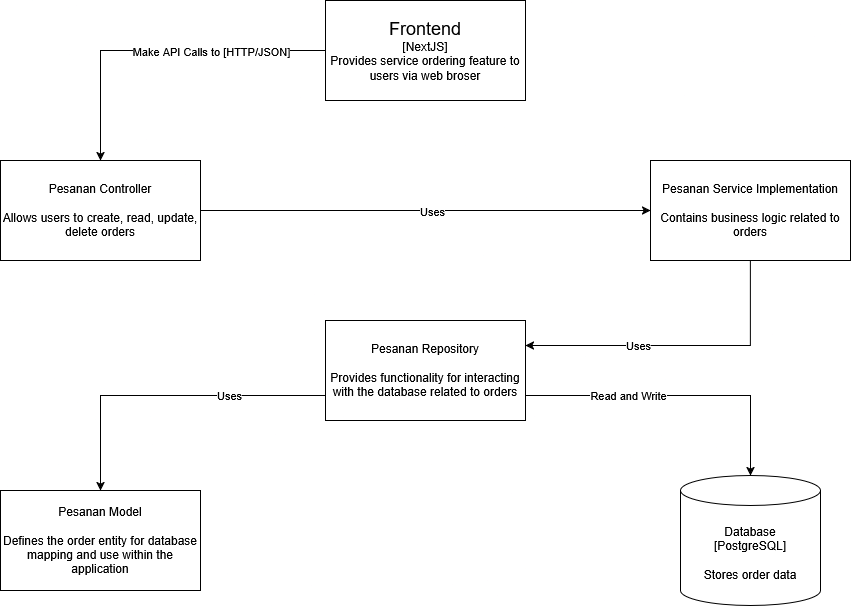 Frontend
[NextJS]
Provides service ordering feature to
users via web broser
Make API Calls to [HTTP/JSON]
Pesanan Controller
Allows users to create, read, update,
delete orders
Uses
Pesanan Service Implementation
Contains business logic related to
orders
Pesanan Repository
Provides functionality for interacting
with the database related to orders
Uses
Uses
Read and Write
Pesanan Model
Defines the order entity for database
mapping and use within the
application
Database
[PostgreSQL]
Stores order data